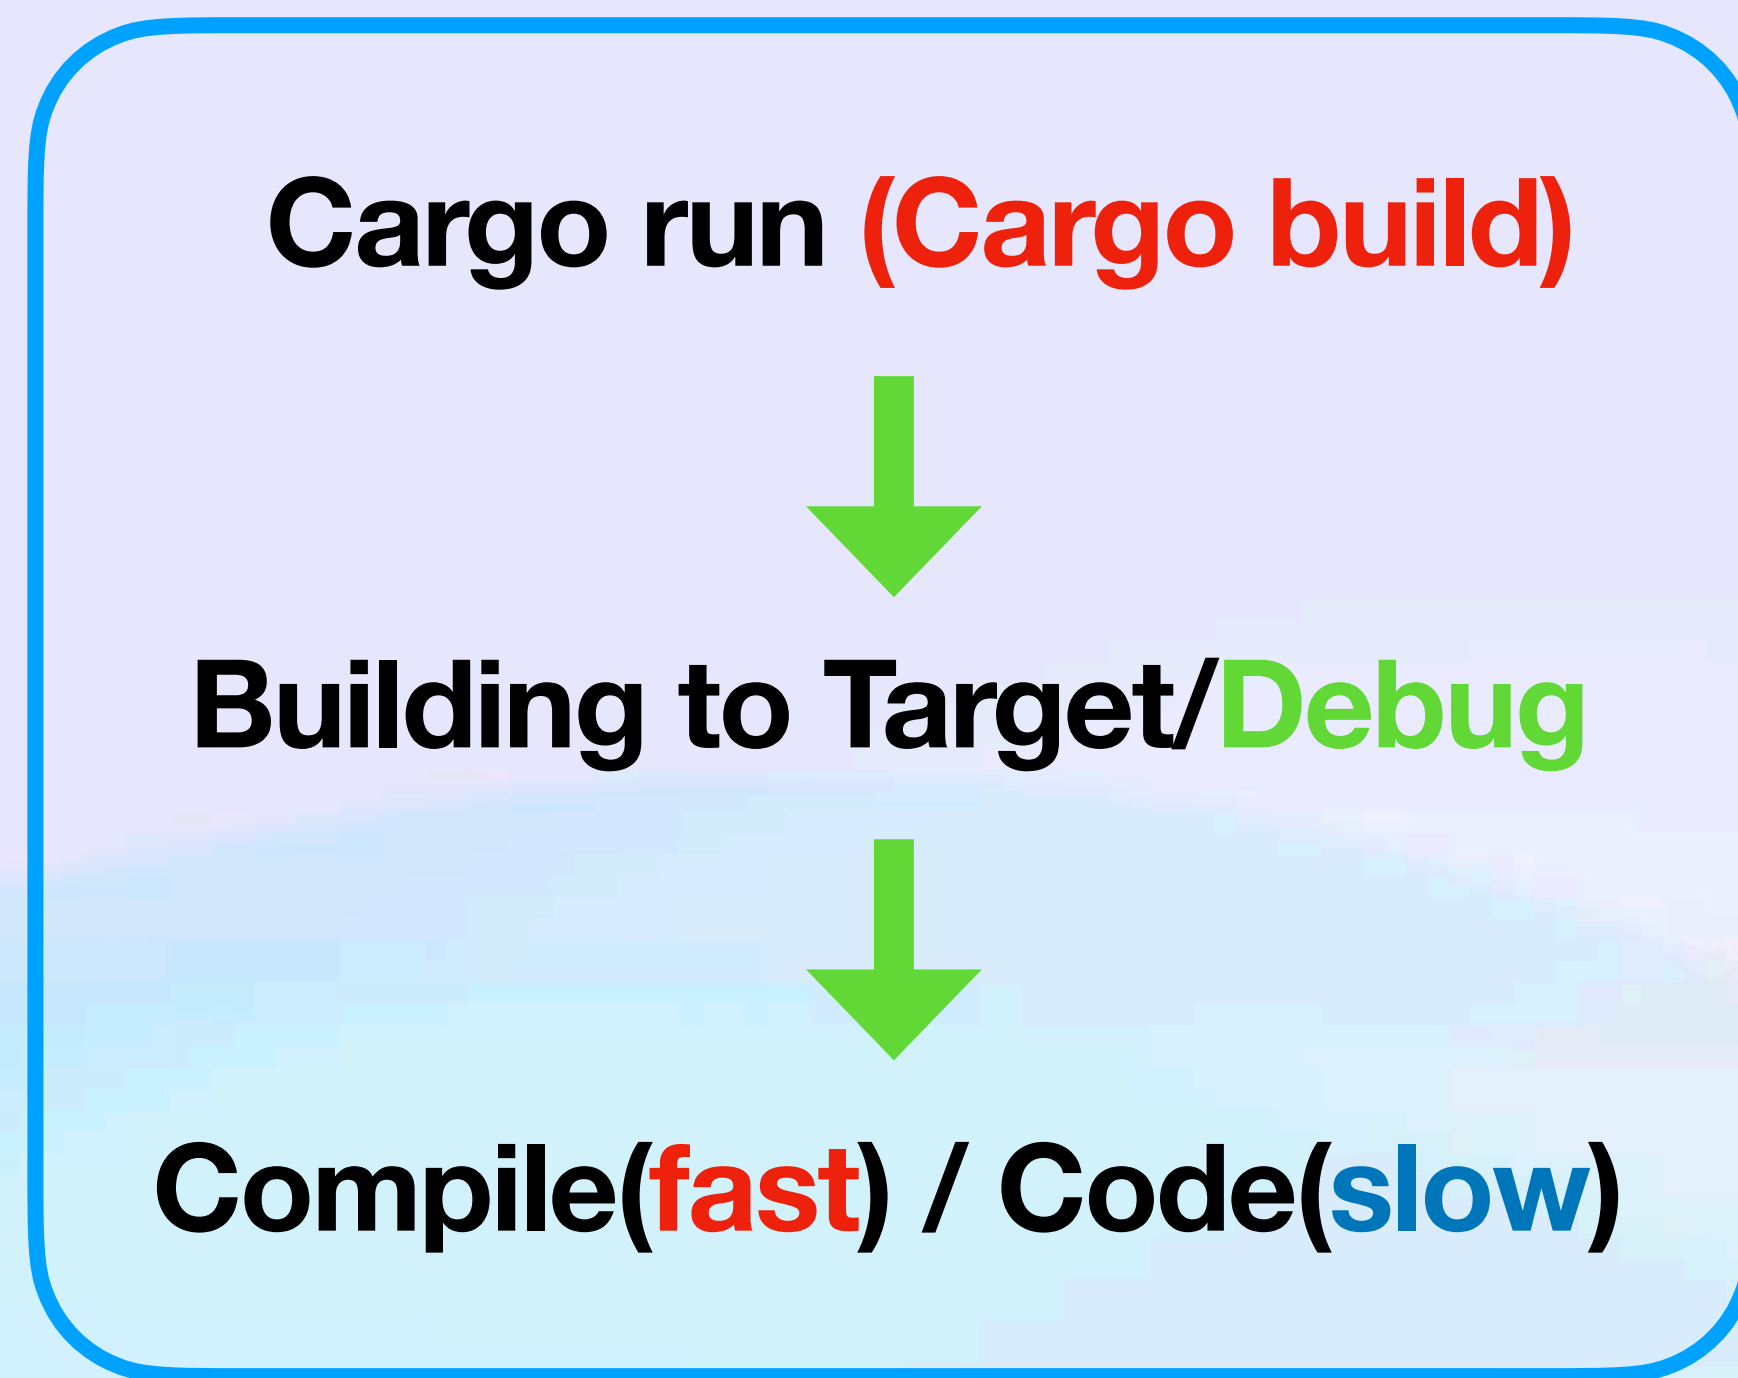 Cargo run (Cargo build)
Building to Target/Debug
Compile(fast) / Code(slow)